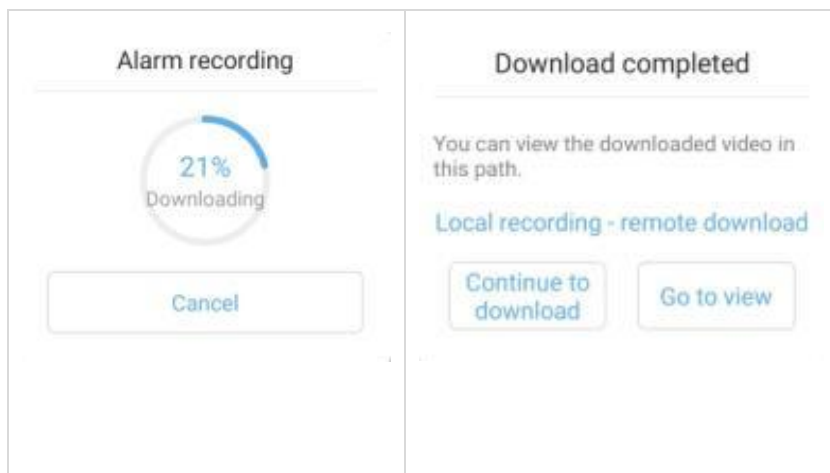 Alarm recording
21%
Downloading
Cancel
Download completed
You can view the downloaded video in
this path.
Local recording - remote download
Continue to
download
Go to view